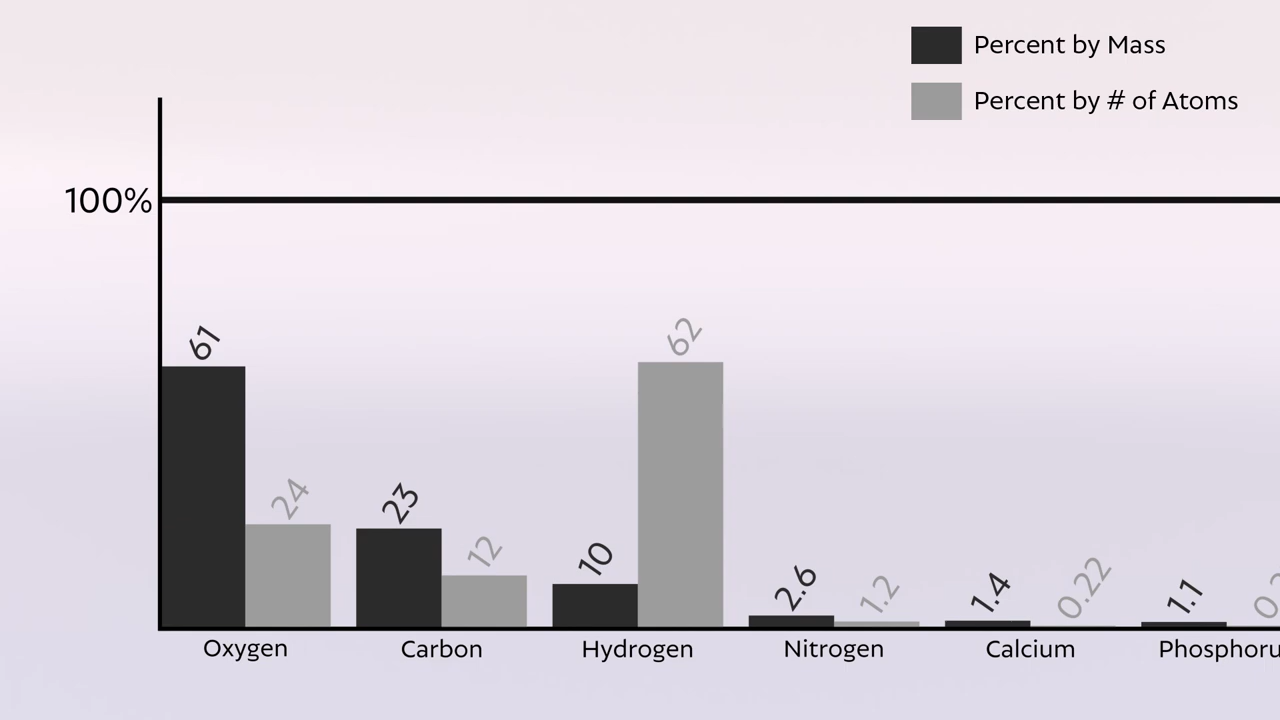 Percent by Mass
Percent by # of Atoms
100%
61
24
23
12
10
62
2.6
1.2
1.4
0.22
1.1
Oxygen
Carbon
Hydrogen
Nitrogen
Calcium